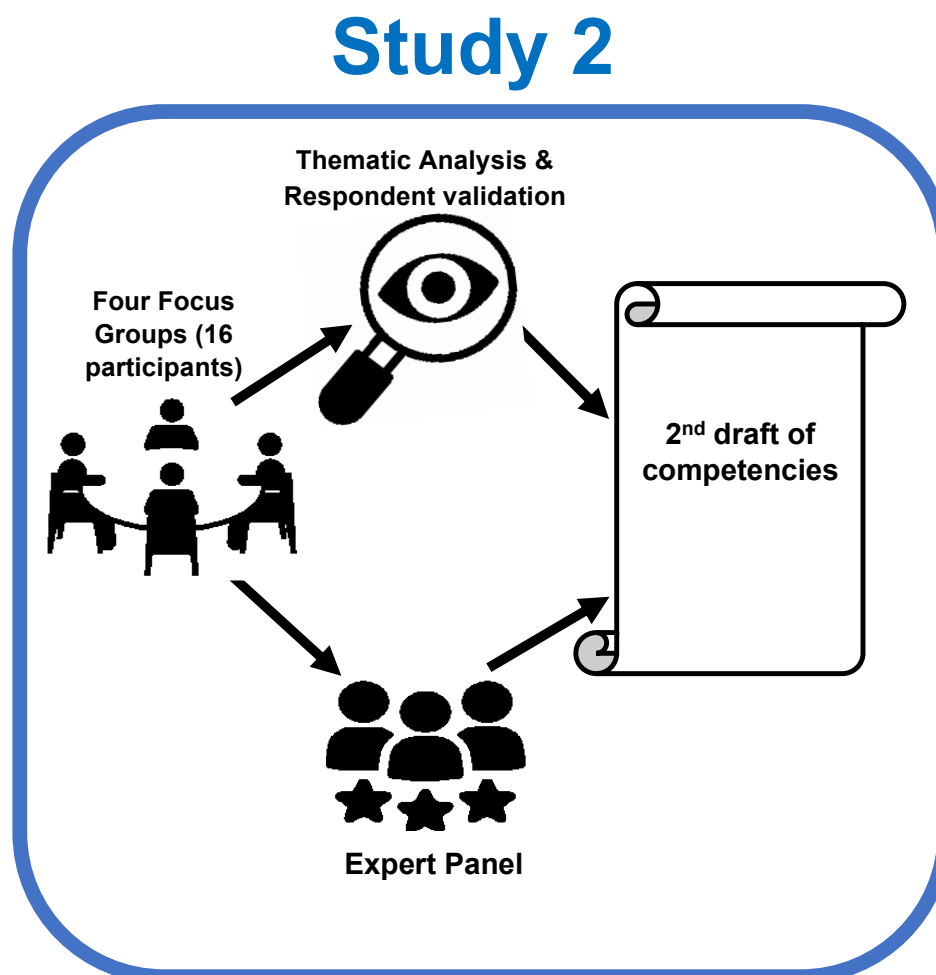 Study 2
Thematic Analysis &
Respondent validation
Four Focus
Groups (16
participants)
2nd draft of
competencies
Expert Panel